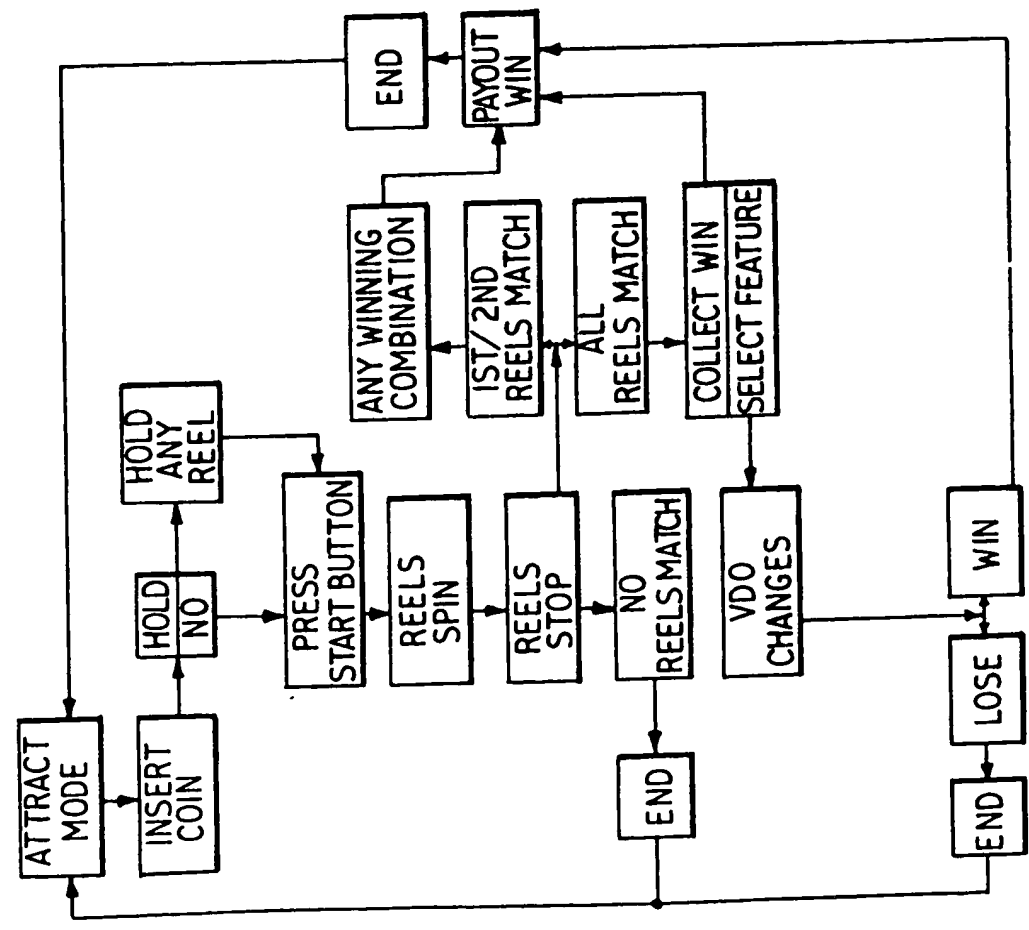 ATTRACT
MODE
INSERT
COIN
HOLD
NO
HOLD
ANY
REEL
PRESS
START BUTTON
REELS
SPIN
REELS
STOP
NO
REELS MATCH
END
1ST/2ND
REELS MATCH
ANY WINNING
COMBINATION
ALL
REELS MATCH
COLLECT WIN
SELECT FEATURE
PAYOUT
WIN
END
VDO
CHANGES
WIN
LOSE
END